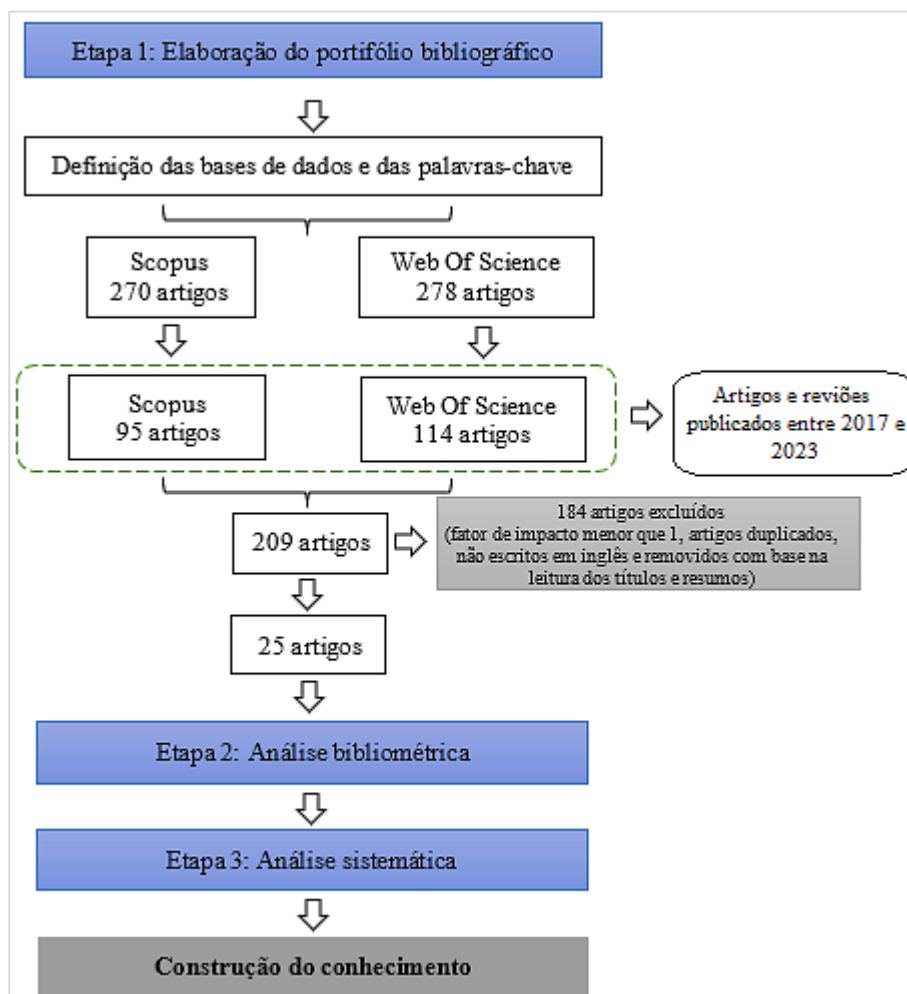 Etapa 1: Elaboração do portifólio bibliográfico
Definição das bases de dados e das palavras-chave
Scopus
270 artigos
Web Of Science
278 artigos
Scopus
95 artigos
Web Of Science
114 artigos
Artigos e reviões
publicados entre 2017 e
2023
209 artigos
184 artigos excluídos
(fator de impacto menor que 1, artigos duplicados,
não escritos em inglês e removidos com base na
leitura dos títulos e resumos)
25 artigos
Etapa 2: Análise bibliométrica
Etapa 3: Análise sistemática
Construção do conhecimento